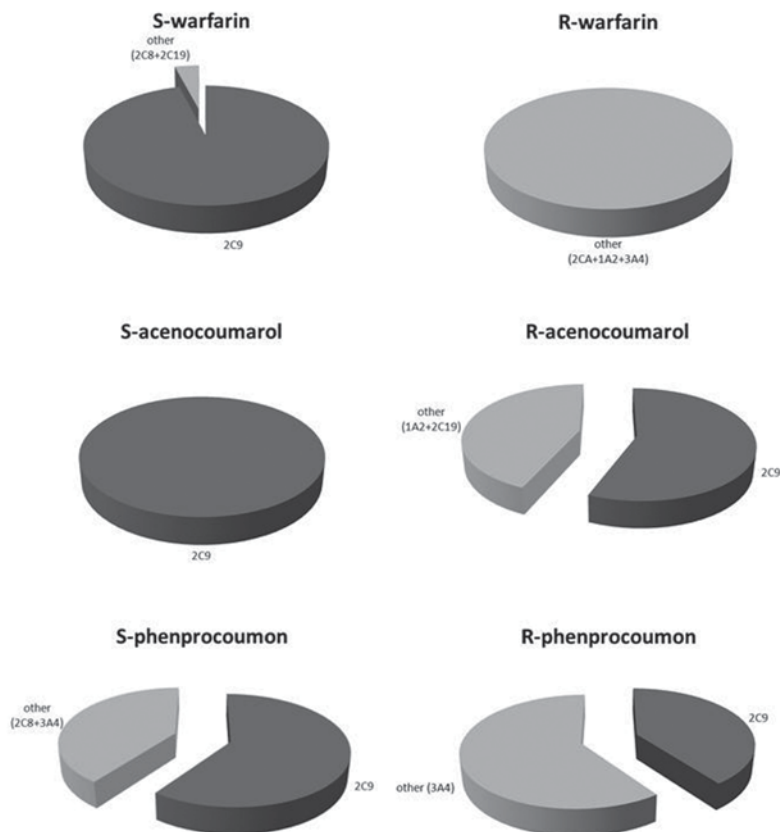 S-warfarin
other
(2C8+2C19)
2C9
R-warfarin
other
(2CA+1A2+3A4)
S-acenocoumarol
2C9
R-acenocoumarol
other
(1A2+2C19)
2C9
S-phenprocoumon
other
(2C8+3A4)
2C9
R-phenprocoumon
2C9
other (3A4)